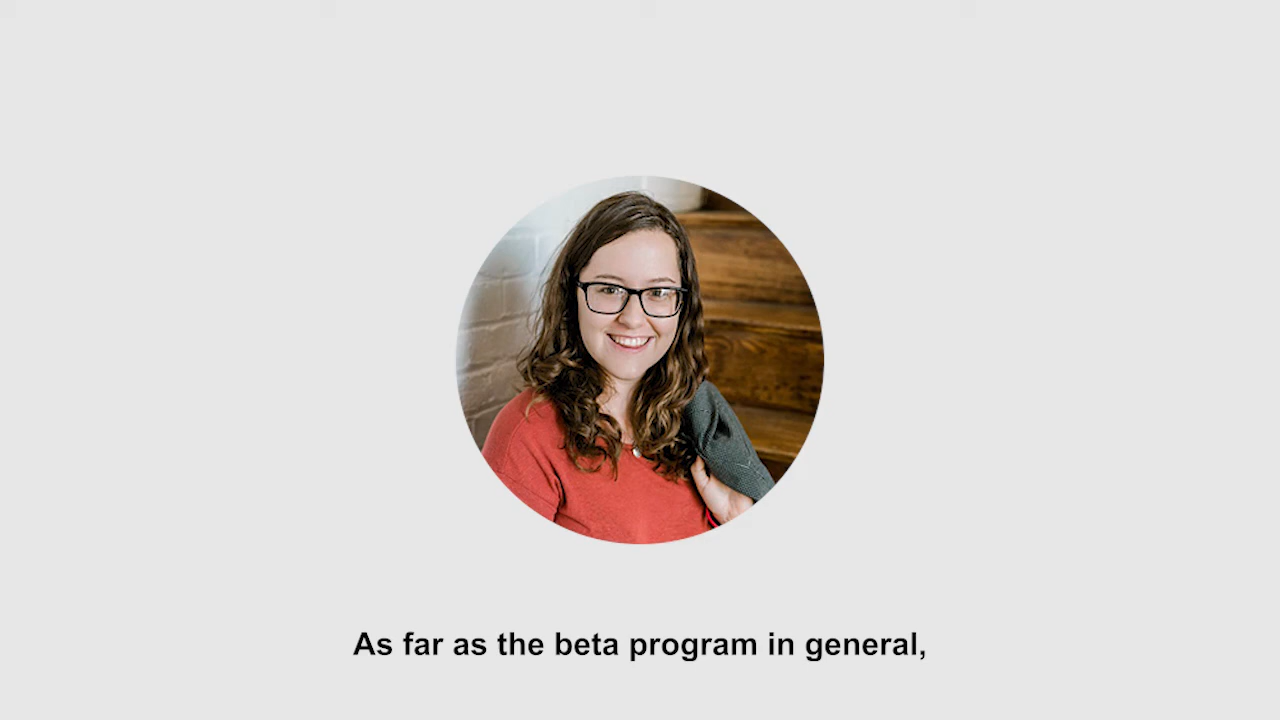 As far as the beta program in general,